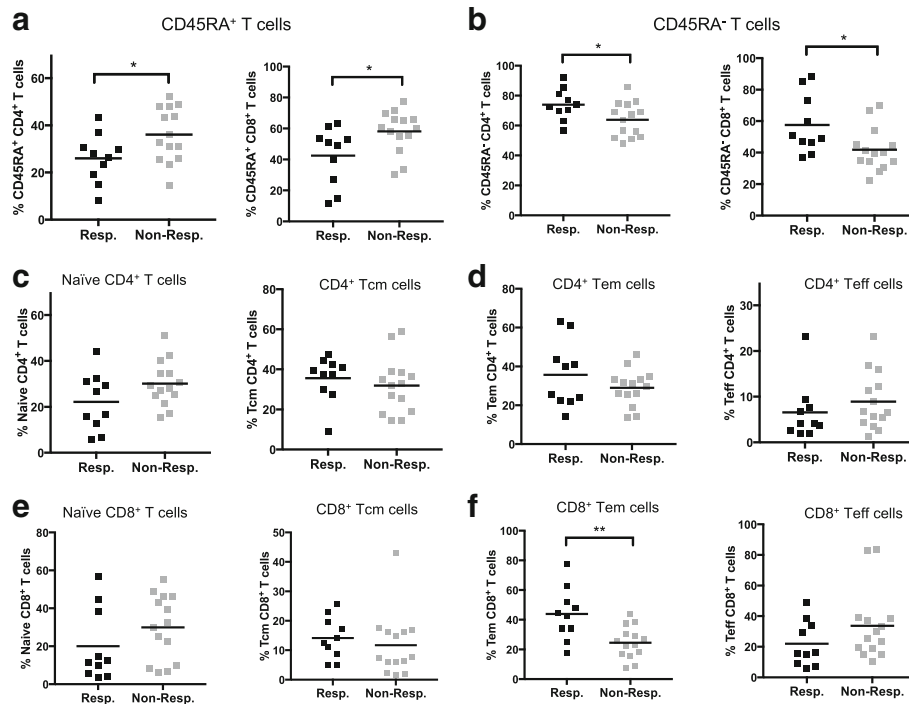 a
CD45RA⁺ T cells
% CD45RA⁺ CD4⁺ T cells
60
40
20
0
*
Resp. Non-Resp.
% CD45RA⁺ CD8⁺ T cells
100
80
60
40
20
0
*
Resp. Non-Resp.
b
CD45RA⁻ T cells
% CD45RA⁻ CD4⁺ T cells
100
80
60
40
20
0
*
Resp. Non-Resp.
% CD45RA⁻ CD8⁺ T cells
100
80
60
40
20
0
*
Resp. Non-Resp.
c
Naïve CD4⁺ T cells
% Naive CD4⁺ T cells
60
40
20
0
Resp. Non-Resp.
CD4⁺ Tcm cells
% Tcm CD4⁺ T cells
80
60
40
20
0
Resp. Non-Resp.
d
CD4⁺ Tem cells
% Tem CD4⁺ T cells
80
60
40
20
0
Resp. Non-Resp.
CD4⁺ Teff cells
% Teff CD4⁺ T cells
30
20
10
0
Resp. Non-Resp.
e
Naïve CD8⁺ T cells
% Naive CD8⁺ T cells
80
60
40
20
0
Resp. Non-Resp.
CD8⁺ Tcm cells
% Tcm CD8⁺ T cells
50
40
30
20
10
0
Resp. Non-Resp.
f
CD8⁺ Tem cells
% Tem CD8⁺ T cells
100
80
60
40
20
0
**
Resp. Non-Resp.
CD8⁺ Teff cells
% Teff CD8⁺ T cells
100
80
60
40
20
0
Resp. Non-Resp.